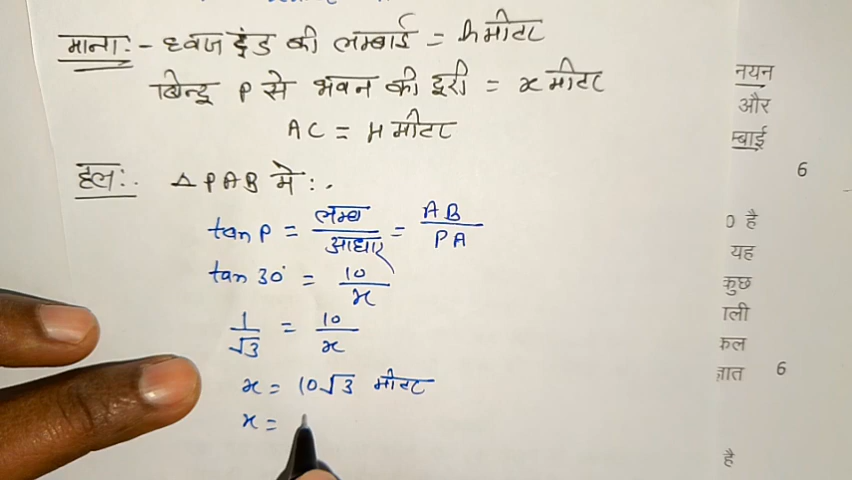 माना:- ध्वज दंड की लम्बाई = h मीटर
बिन्दू P से भवन की दूरी = x मीटर
AC = H मीटर
हल:. △PAB में:.
tan P = लम्ब/आधार = AB/PA
tan 30° = 10/x
1/√3 = 10/x
x = 10√3 मीटर
x =
नयन
और
म्बाई
6
0 है
यह
कुछ
ाली
कल
ज्ञात 6
है